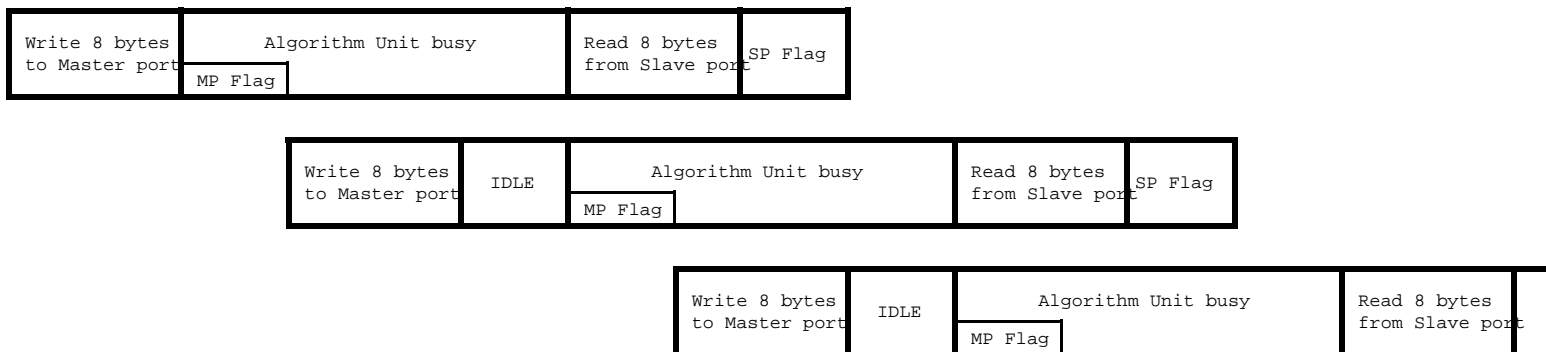 Write 8 bytes
to Master port
Algorithm Unit busy
MP Flag
Read 8 bytes
from Slave port
SP Flag
Write 8 bytes
to Master port
IDLE
Algorithm Unit busy
MP Flag
Read 8 bytes
from Slave port
SP Flag
Write 8 bytes
to Master port
IDLE
Algorithm Unit busy
MP Flag
Read 8 bytes
from Slave port